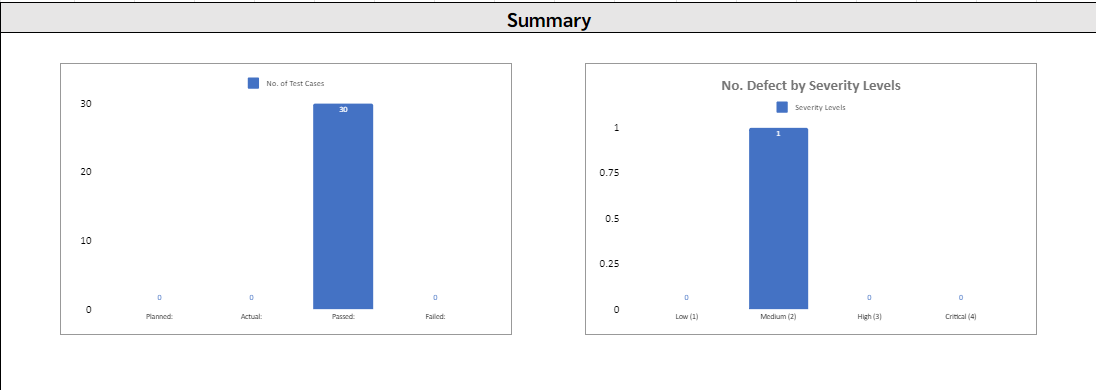 Summary
No. of Test Cases
30
20
10
0
0
0
30
0
Planned:
Actual:
Passed:
Failed:
No. Defect by Severity Levels
Severity Levels
1
0.75
0.5
0.25
0
0
1
0
0
Low (1)
Medium (2)
High (3)
Critical (4)